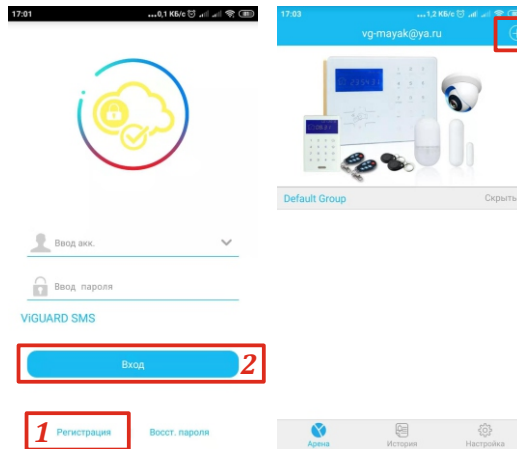 17:01
...0,1 КБ/с
Ввод акк.
Ввод пароля
ViGUARD SMS
Вход
2
1
Регистрация
Восст. пароля
17:03
...1,2 КБ/с
vg-mayak@ya.ru
Default Group
Скрыть
Арена
История
Настройка